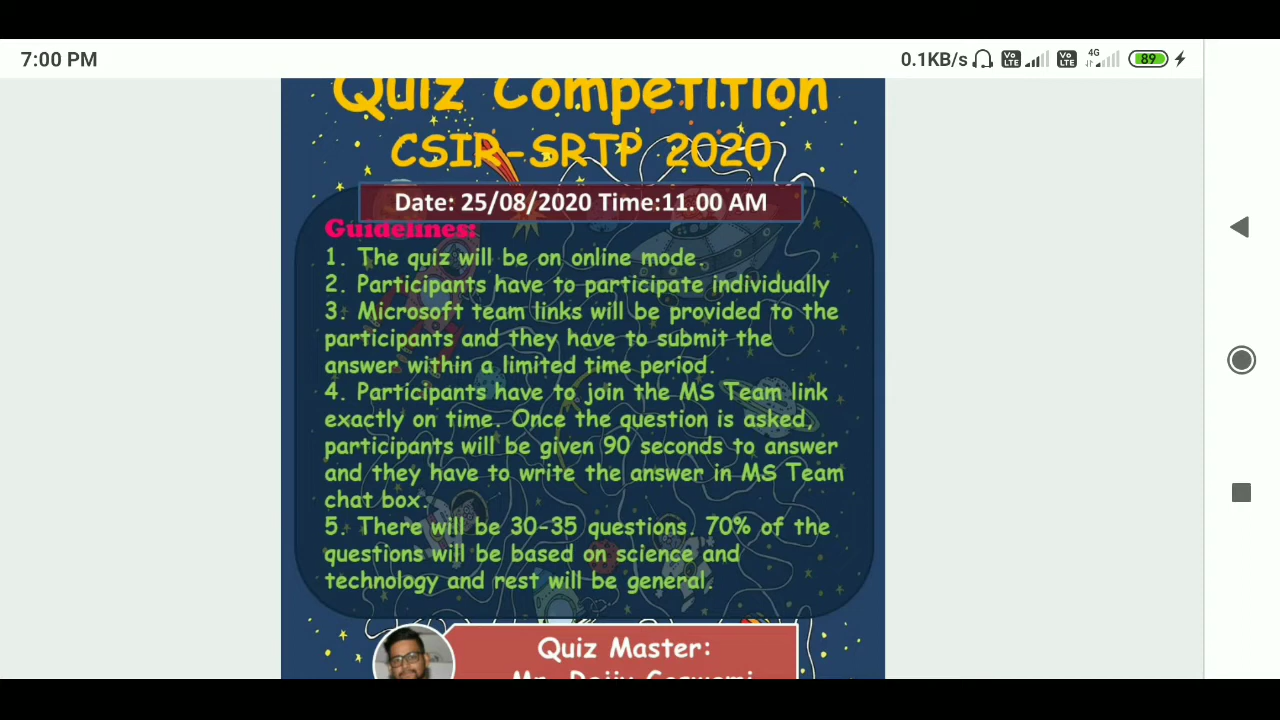 7:00 PM
0.1KB/s Vo LTE Vo LTE 4G 89
Quiz Competition
CSIR-SRTP 2020
Date: 25/08/2020 Time:11.00 AM
Guidelines:
1. The quiz will be on online mode.
2. Participants have to participate individually
3. Microsoft team links will be provided to the
participants and they have to submit the
answer within a limited time period.
4. Participants have to join the MS Team link
exactly on time. Once the question is asked,
participants will be given 90 seconds to answer
and they have to write the answer in MS Team
chat box.
5. There will be 30-35 questions. 70% of the
questions will be based on science and
technology and rest will be general.
Quiz Master:
Mr.